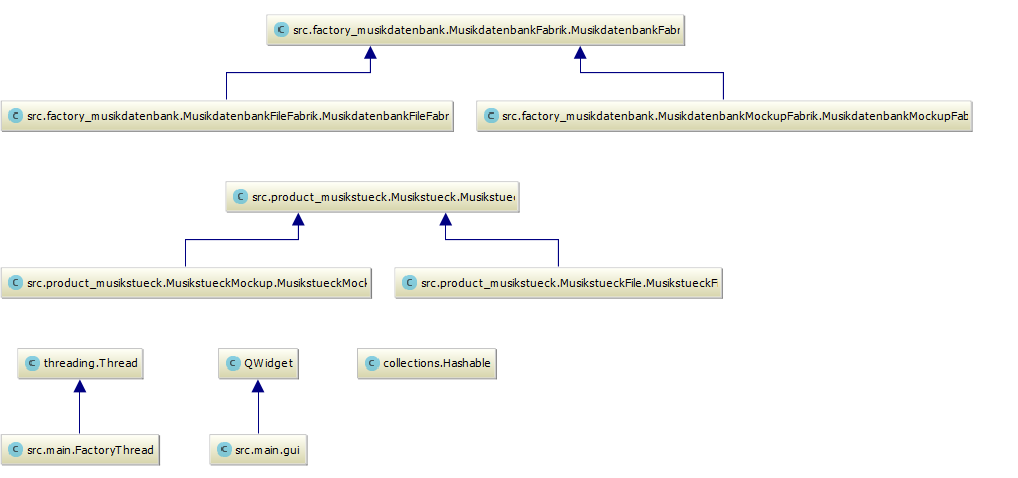 src.factory_musikdatenbank.MusikdatenbankFabrik.MusikdatenbankFabr
src.factory_musikdatenbank.MusikdatenbankFileFabrik.MusikdatenbankFileFabr
src.factory_musikdatenbank.MusikdatenbankMockupFabrik.MusikdatenbankMockupFab
src.product_musikstueck.Musikstueck.Musikstuec
src.product_musikstueck.MusikstueckMockup.MusikstueckMock
src.product_musikstueck.MusikstueckFile.MusikstueckF
threading.Thread
QWidget
collections.Hashable
src.main.FactoryThread
src.main.gui